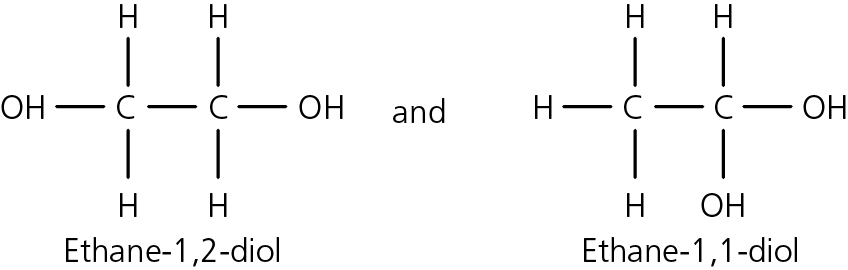 H H H H
OH C C OH and H C C OH
H H H OH
Ethane-1,2-diol Ethane-1,1-diol